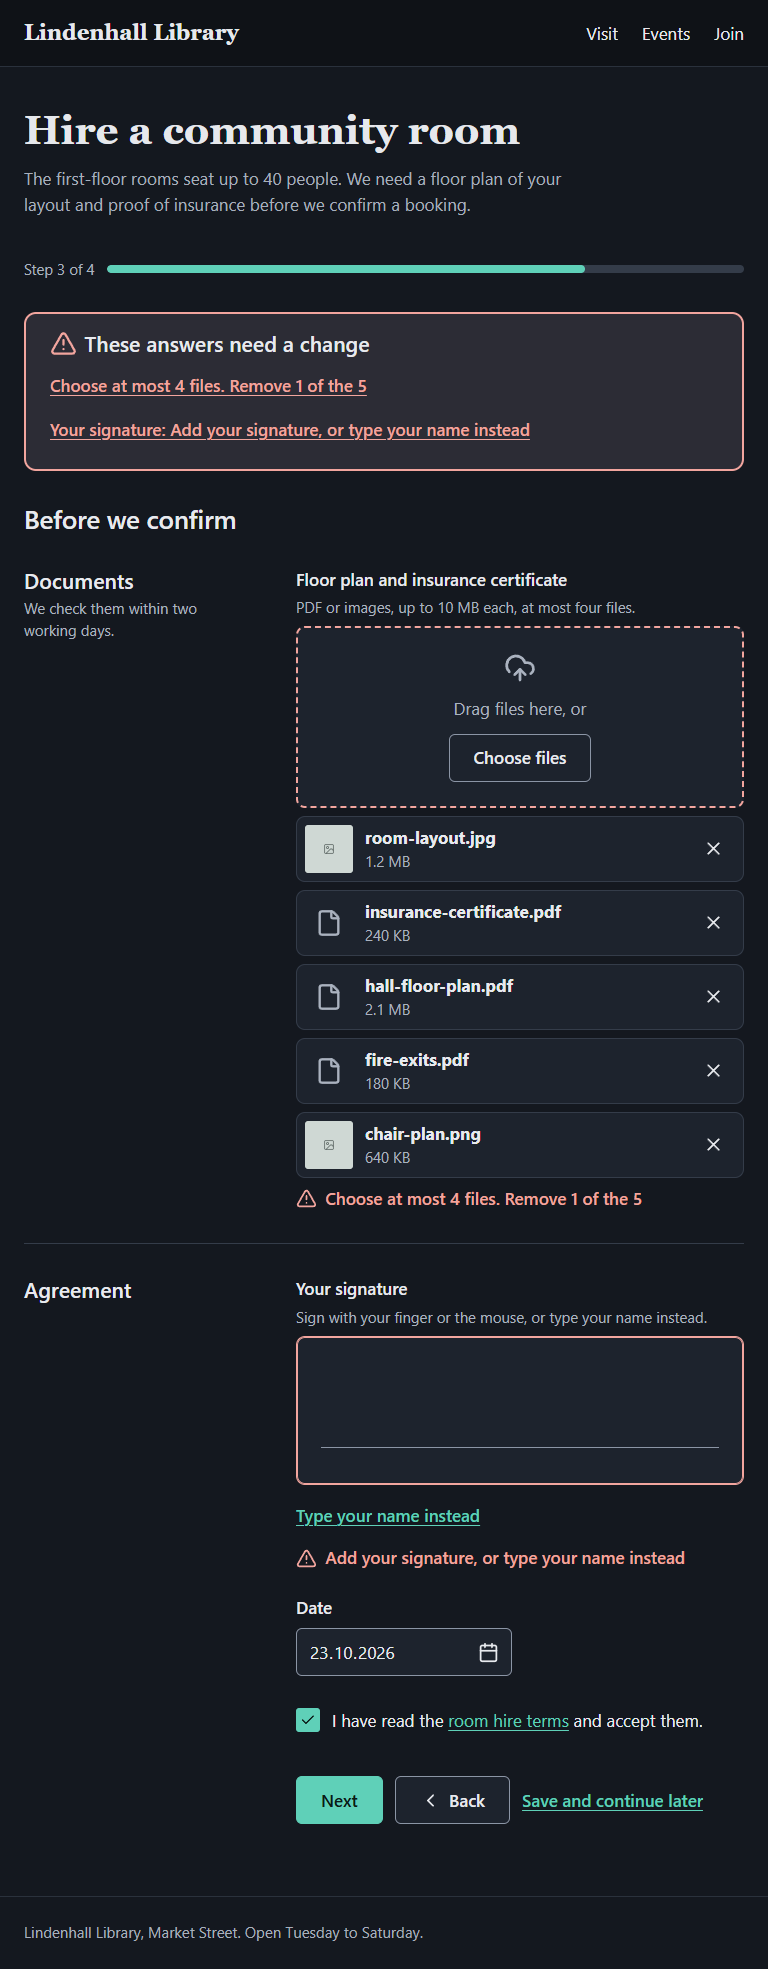 Lindenhall Library
Visit Events Join
Hire a community room
The first-floor rooms seat up to 40 people. We need a floor plan of your
layout and proof of insurance before we confirm a booking.
Step 3 of 4
These answers need a change
Choose at most 4 files. Remove 1 of the 5
Your signature: Add your signature, or type your name instead
Before we confirm
Documents
We check them within two
working days.
Floor plan and insurance certificate
PDF or images, up to 10 MB each, at most four files.
Drag files here, or
Choose files
room-layout.jpg
1.2 MB
insurance-certificate.pdf
240 KB
hall-floor-plan.pdf
2.1 MB
fire-exits.pdf
180 KB
chair-plan.png
640 KB
Choose at most 4 files. Remove 1 of the 5
Agreement
Your signature
Sign with your finger or the mouse, or type your name instead.
Type your name instead
Add your signature, or type your name instead
Date
23.10.2026
I have read the room hire terms and accept them.
Next
Back
Save and continue later
Lindenhall Library, Market Street. Open Tuesday to Saturday.